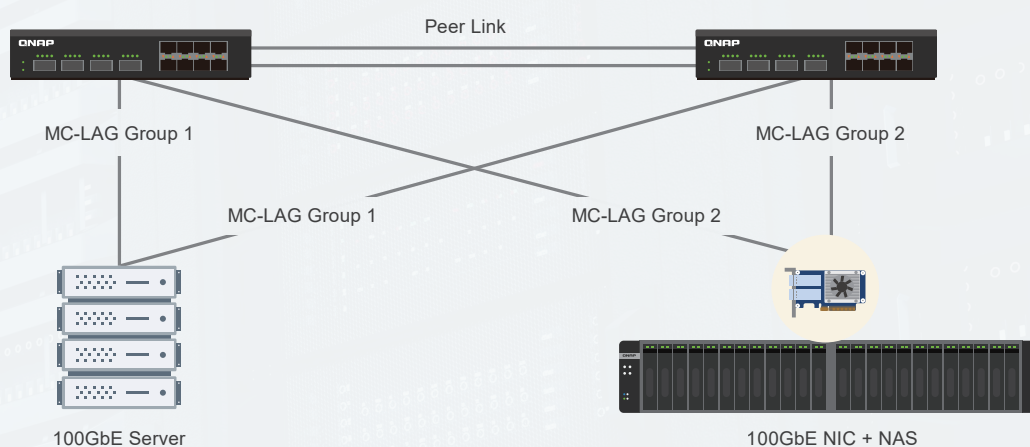 Peer Link
QNAP
QNAP
MC-LAG Group 1
MC-LAG Group 2
MC-LAG Group 1
MC-LAG Group 2
QNAP
100GbE Server
100GbE NIC + NAS